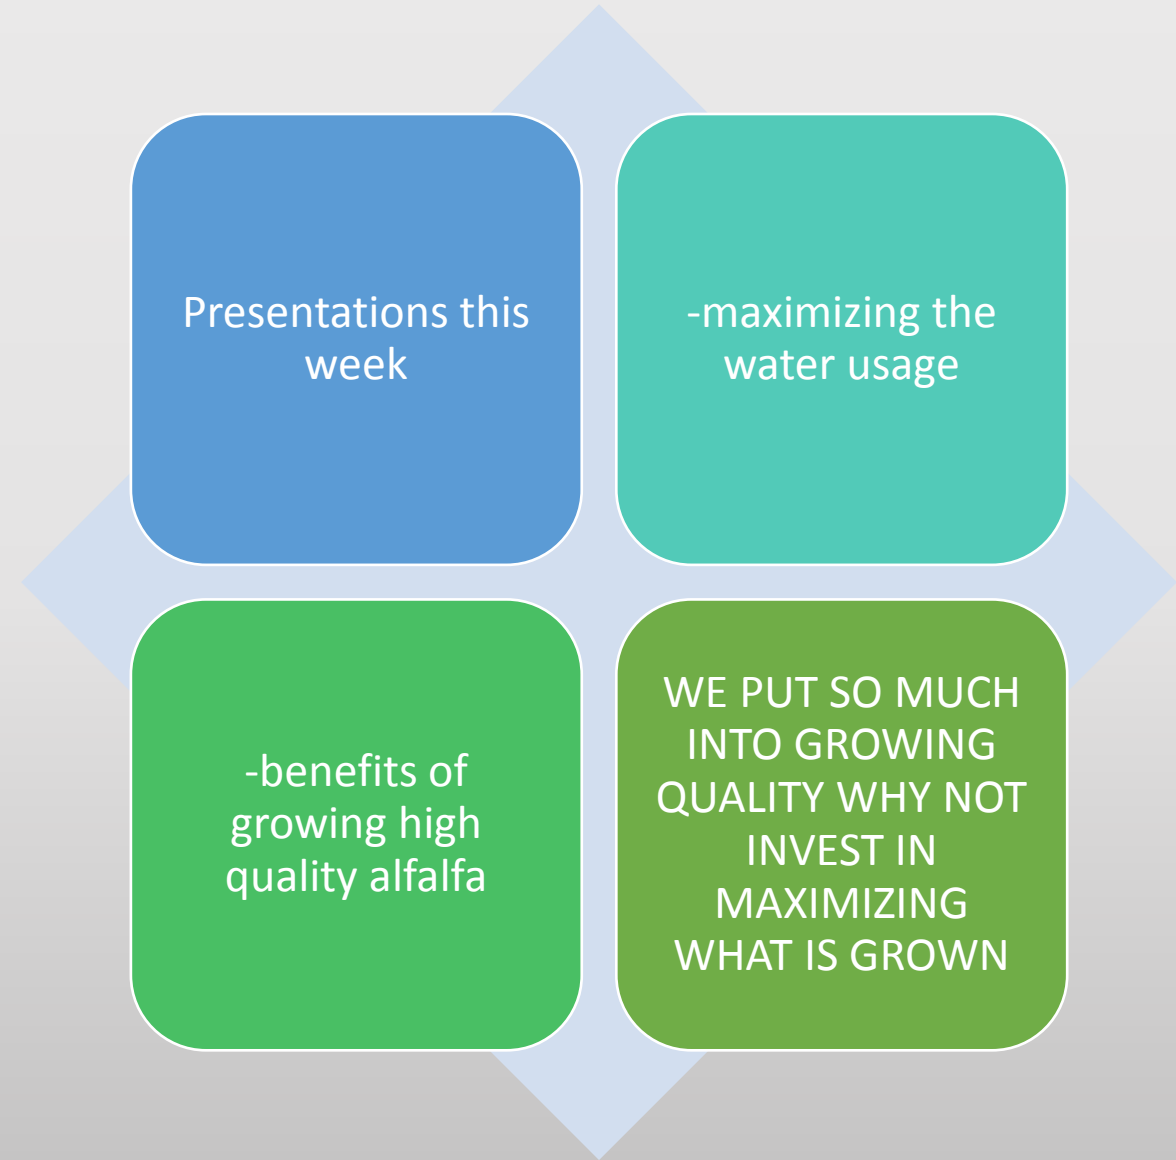 Presentations this
week
-maximizing the
water usage
-benefits of
growing high
quality alfalfa
WE PUT SO MUCH
INTO GROWING
QUALITY WHY NOT
INVEST IN
MAXIMIZING
WHAT IS GROWN